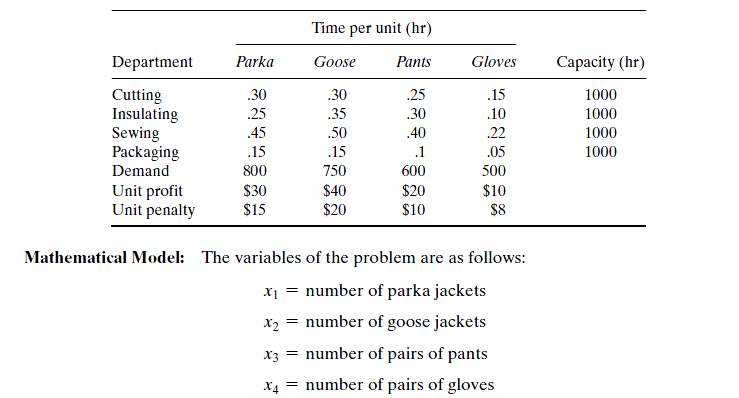 Time per unit (hr)
Department Parka Goose Pants Gloves Capacity (hr)
Cutting .30 .30 .25 .15 1000
Insulating .25 .35 .30 .10 1000
Sewing .45 .50 .40 .22 1000
Packaging .15 .15 .1 .05 1000
Demand 800 750 600 500
Unit profit $30 $40 $20 $10
Unit penalty $15 $20 $10 $8
Mathematical Model: The variables of the problem are as follows:
x₁ = number of parka jackets
x₂ = number of goose jackets
x₃ = number of pairs of pants
x₄ = number of pairs of gloves